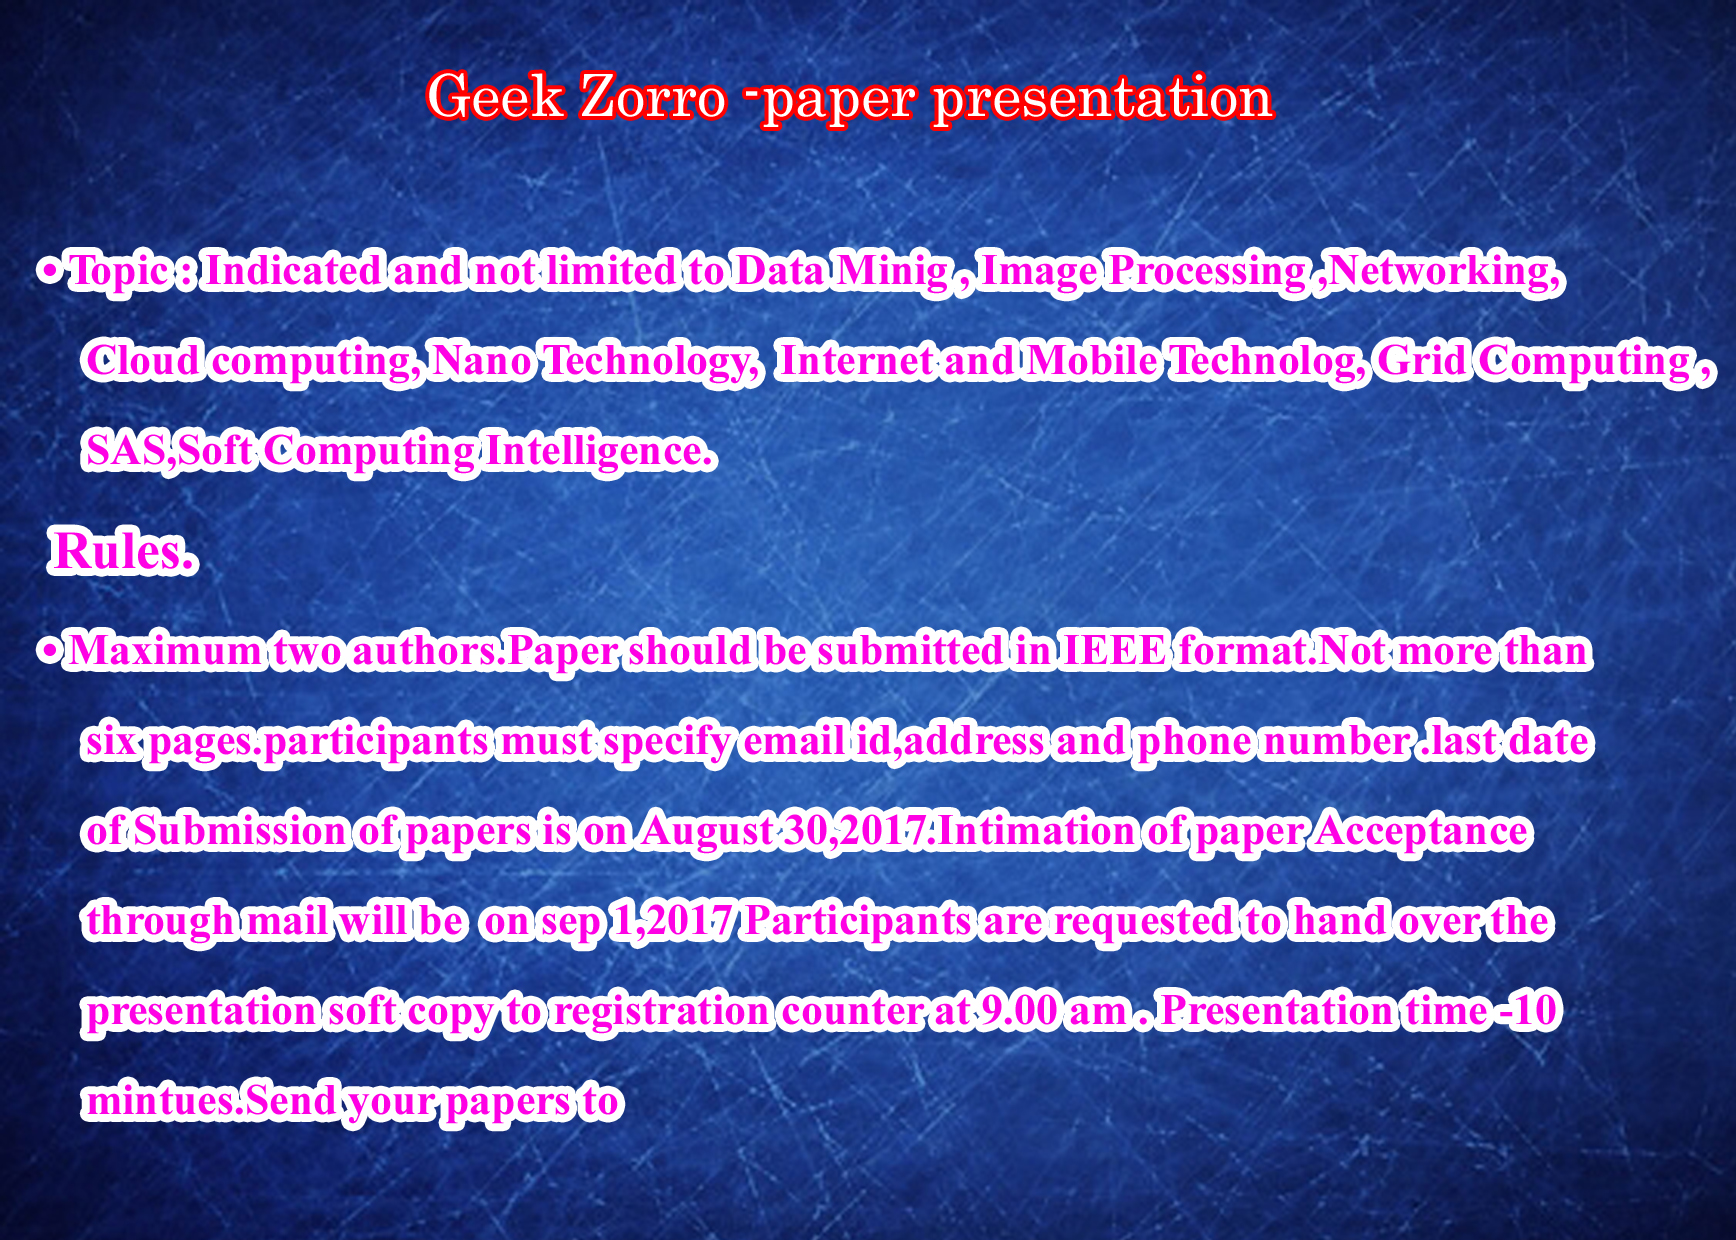 Geek Zorro -paper presentation
• Topic : Indicated and not limited to Data Minig , Image Processing ,Networking,
Cloud computing, Nano Technology,  Internet and Mobile Technolog, Grid Computing ,
SAS,Soft Computing Intelligence.
Rules.
• Maximum two authors.Paper should be submitted in IEEE format.Not more than
six pages.participants must specify email id,address and phone number .last date
of Submission of papers is on August 30,2017.Intimation of paper Acceptance
through mail will be  on sep 1,2017 Participants are requested to hand over the
presentation soft copy to registration counter at 9.00 am . Presentation time -10
mintues.Send your papers to